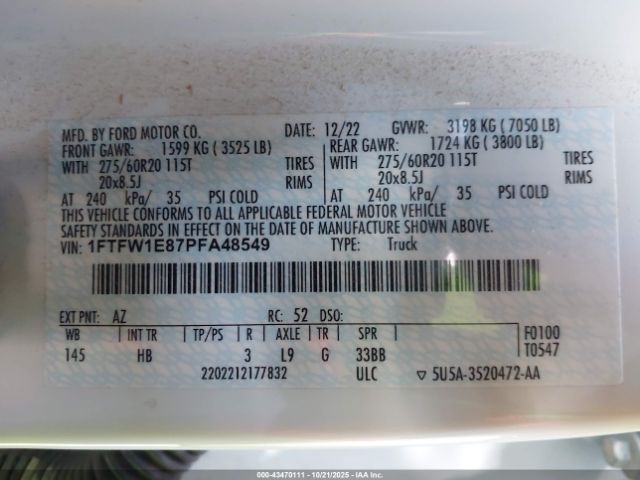 MFD. BY FORD MOTOR CO. DATE: 12/22 GVWR: 3198 KG ( 7050 LB)
FRONT GAWR: 1599 KG ( 3525 LB) REAR GAWR: 1724 KG ( 3800 LB)
WITH 275/60R20 115T TIRES WITH 275/60R20 115T TIRES
20x8.5J RIMS 20x8.5J RIMS
AT 240 kPa/ 35 PSI COLD AT 240 kPa/ 35 PSI COLD
THIS VEHICLE CONFORMS TO ALL APPLICABLE FEDERAL MOTOR VEHICLE
SAFETY STANDARDS IN EFFECT ON THE DATE OF MANUFACTURE SHOWN ABOVE.
VIN: 1FTFW1E87PFA48549 TYPE: Truck
EXT PNT: AZ RC: 52 DSO:
WB INT TR TP/PS R AXLE TR SPR F0100
145 HB 3 L9 G 33BB T0547
2202212177832 ULC ▽ 5U5A-3520472-AA
000-43470111 - 10/21/2025 - IAA Inc.